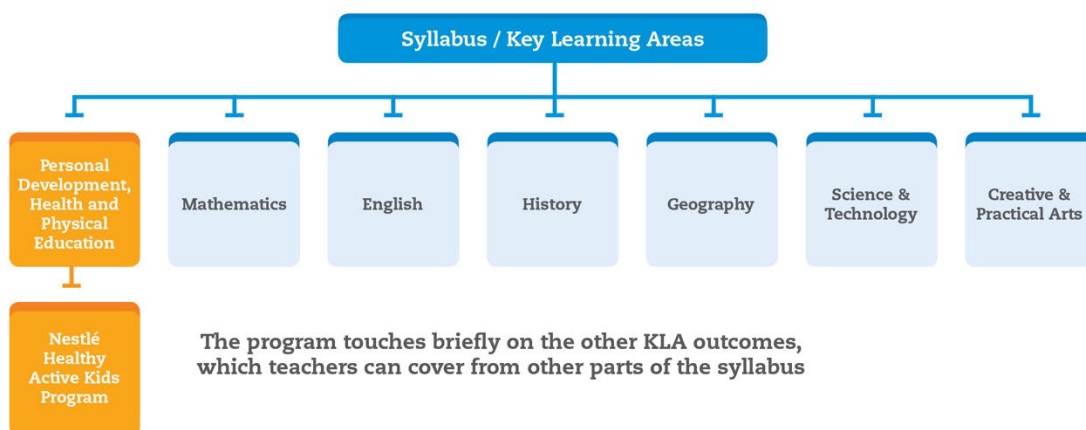 Syllabus / Key Learning Areas
Personal
Development,
Health and
Physical
Education
Mathematics
English
History
Geography
Science &
Technology
Creative &
Practical Arts
Nestlé
Healthy
Active Kids
Program
The program touches briefly on the other KLA outcomes,
which teachers can cover from other parts of the syllabus